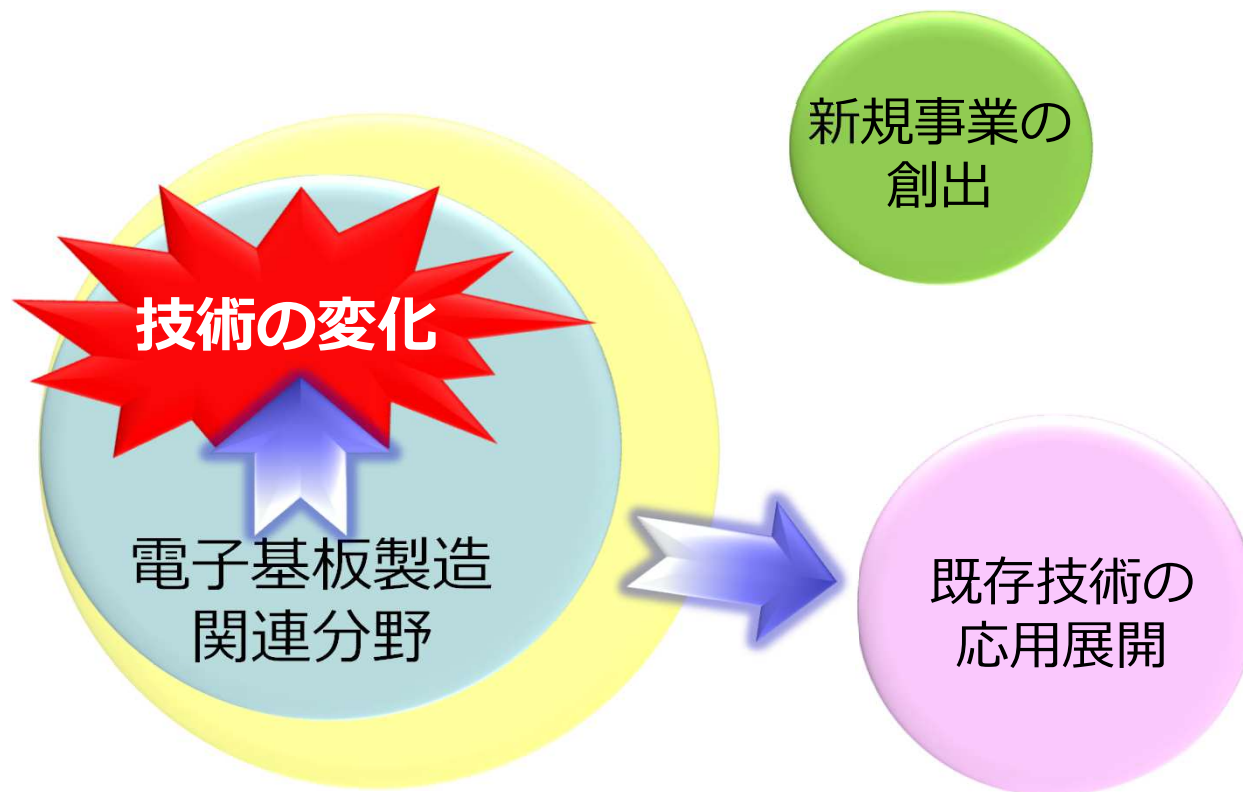 新規事業の
創出
技術の変化
電子基板製造
関連分野
既存技術の
応用展開